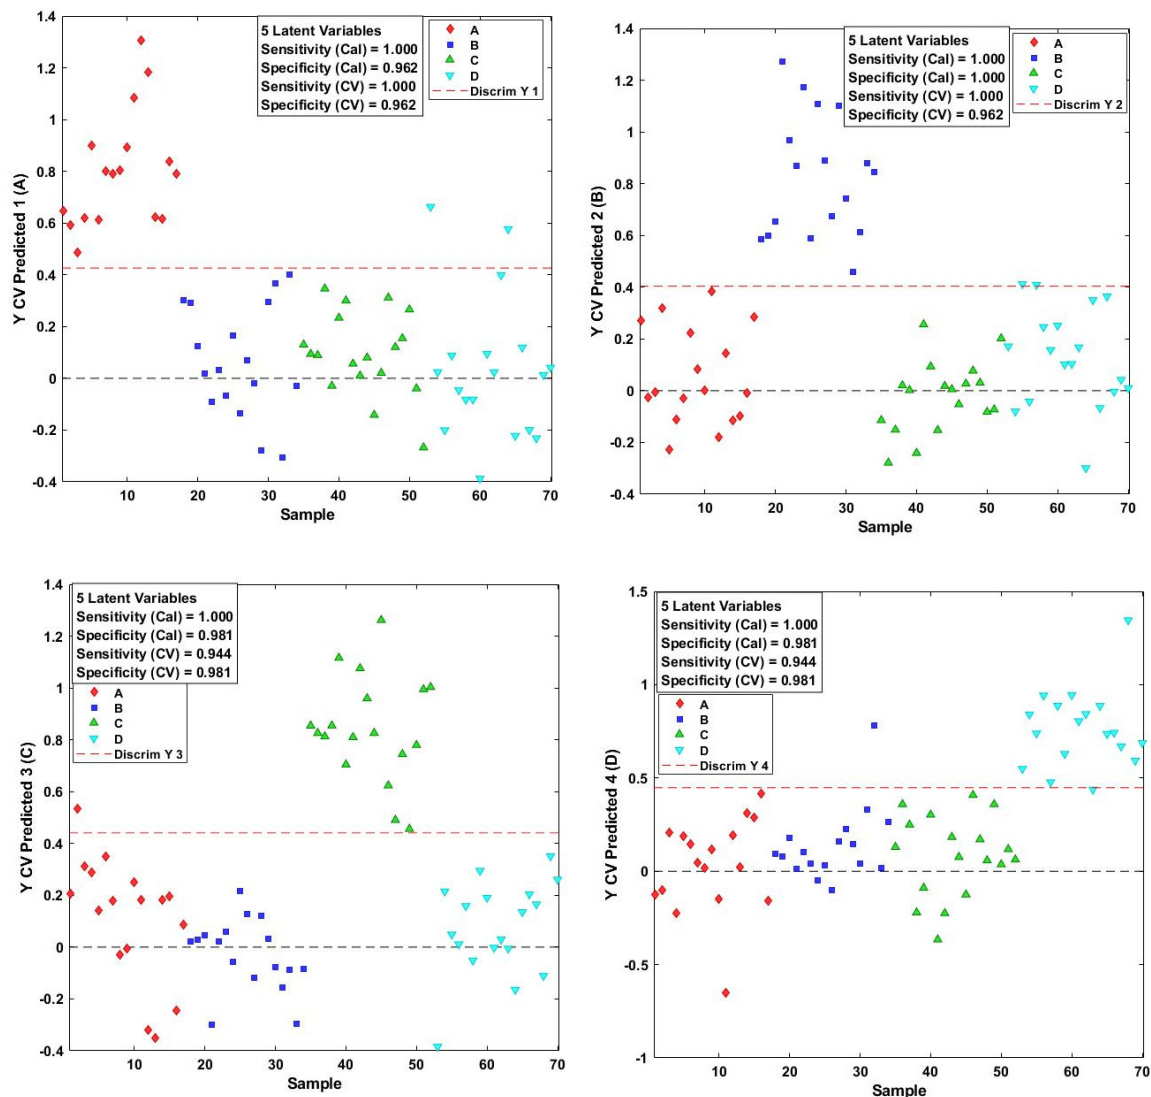 5 Latent Variables
Sensitivity (Cal) = 1.000
Specificity (Cal) = 0.962
Sensitivity (CV) = 1.000
Specificity (CV) = 0.962
A
B
C
D
Discrim Y 1
Y CV Predicted 1 (A)
1.4
1.2
1
0.8
0.6
0.4
0.2
0
-0.2
-0.4
10
20
30
40
50
60
70
Sample
5 Latent Variables
Sensitivity (Cal) = 1.000
Specificity (Cal) = 1.000
Sensitivity (CV) = 1.000
Specificity (CV) = 0.962
A
B
C
D
Discrim Y 2
Y CV Predicted 2 (B)
1.4
1.2
1
0.8
0.6
0.4
0.2
0
-0.2
-0.4
10
20
30
40
50
60
70
Sample
5 Latent Variables
Sensitivity (Cal) = 1.000
Specificity (Cal) = 0.981
Sensitivity (CV) = 0.944
Specificity (CV) = 0.981
A
B
C
D
Discrim Y 3
Y CV Predicted 3 (C)
1.4
1.2
1
0.8
0.6
0.4
0.2
0
-0.2
-0.4
10
20
30
40
50
60
70
Sample
5 Latent Variables
Sensitivity (Cal) = 1.000
Specificity (Cal) = 0.981
Sensitivity (CV) = 0.944
Specificity (CV) = 0.981
A
B
C
D
Discrim Y 4
Y CV Predicted 4 (D)
1.5
1
0.5
0
-0.5
-1
10
20
30
40
50
60
70
Sample